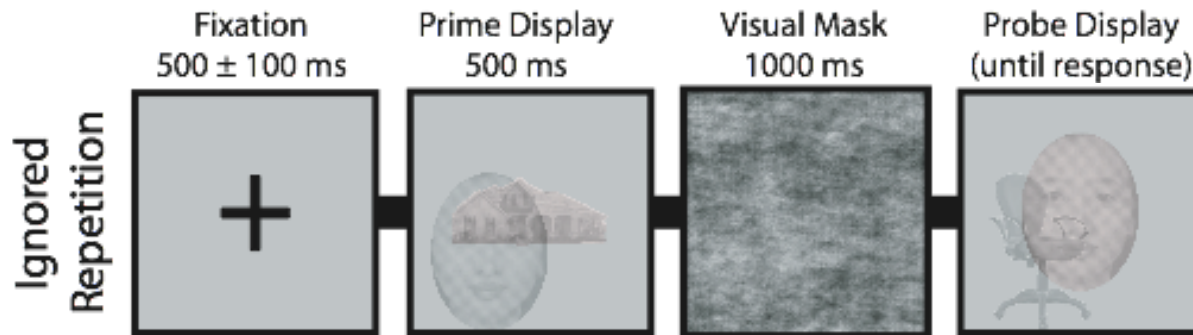 Fixation
500 ± 100 ms
Prime Display
500 ms
Visual Mask
1000 ms
Probe Display
(until response)
Ignored
Repetition